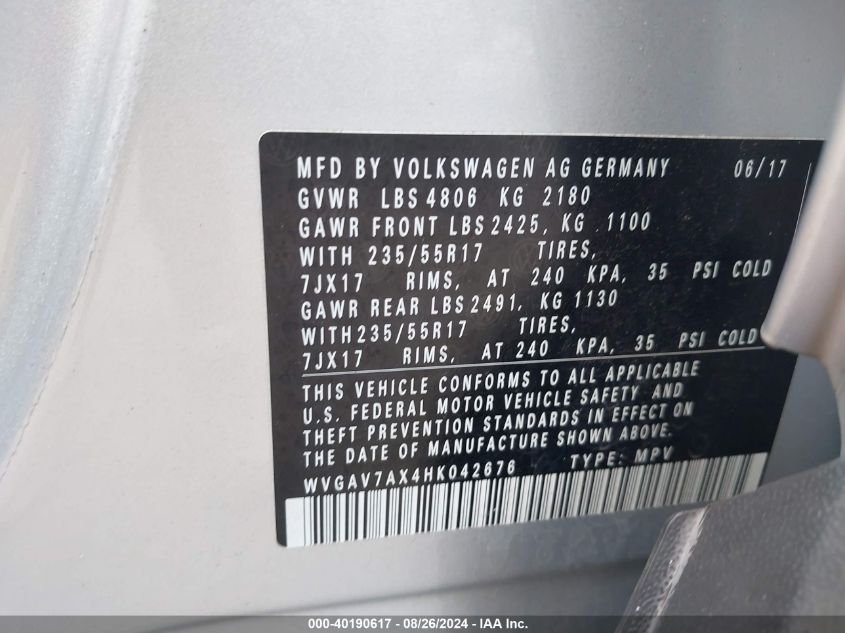 MFD BY VOLKSWAGEN AG GERMANY 06/17
GVWR LBS 4806 KG 2180
GAWR FRONT LBS 2425, KG 1100
WITH 235/55R17 TIRES,
7JX17 RIMS, AT 240 KPA, 35 PSI COLD
GAWR REAR LBS 2491, KG 1130
WITH235/55R17 TIRES,
7JX17 RIMS, AT 240 KPA, 35 PSI COLD
THIS VEHICLE CONFORMS TO ALL APPLICABLE
U.S. FEDERAL MOTOR VEHICLE SAFETY AND
THEFT PREVENTION STANDARDS IN EFFECT ON
THE DATE OF MANUFACTURE SHOWN ABOVE.
WVGAV7AX4HK042676 TYPE: MPV
000-40190617 - 08/26/2024 - IAA Inc.